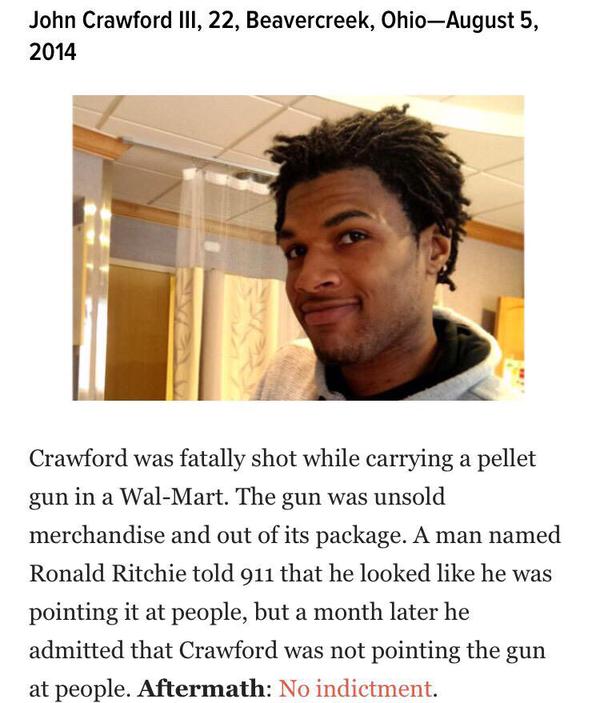 John Crawford III, 22, Beavercreek, Ohio—August 5,
2014
Crawford was fatally shot while carrying a pellet
gun in a Wal-Mart. The gun was unsold
merchandise and out of its package. A man named
Ronald Ritchie told 911 that he looked like he was
pointing it at people, but a month later he
admitted that Crawford was not pointing the gun
at people. Aftermath: No indictment.